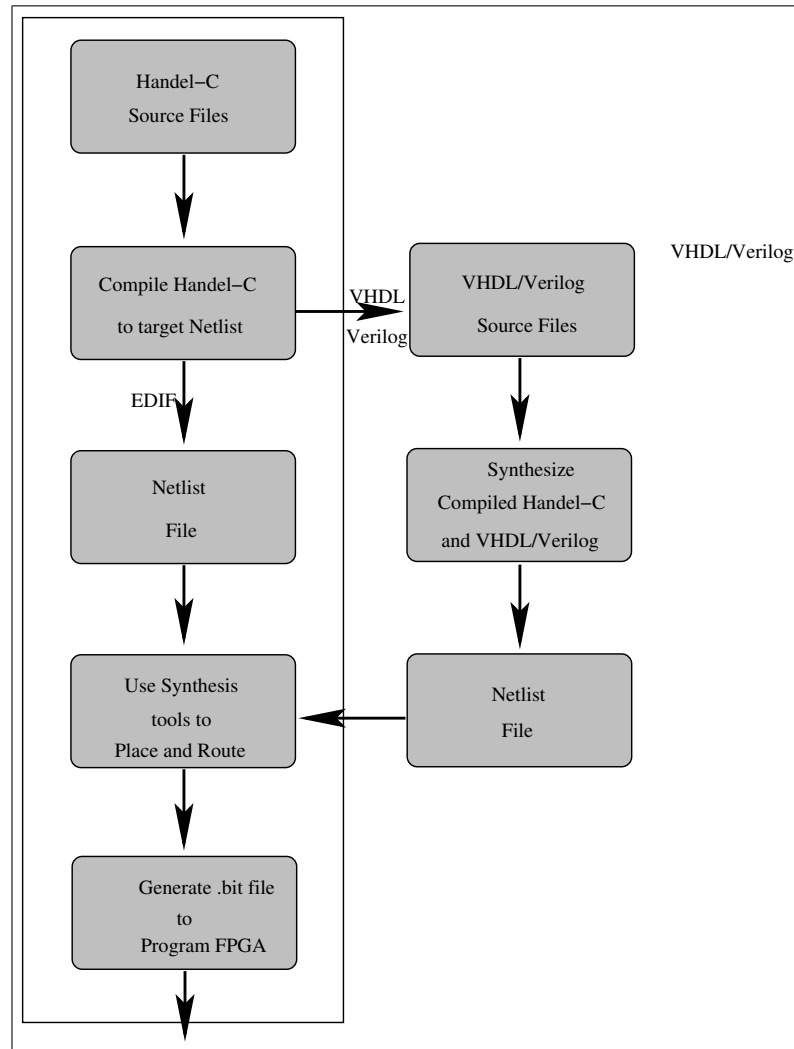 Handel−C
Source Files
VHDL/Verilog
Compile Handel−C
to target Netlist
VHDL
Verilog
VHDL/Verilog
Source Files
EDIF
Netlist
File
Synthesize
Compiled Handel−C
and VHDL/Verilog
Use Synthesis
tools to
Place and Route
Netlist
File
Generate .bit file
to
Program FPGA